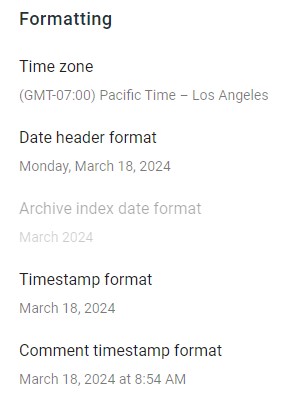 Formatting
Time zone
(GMT-07:00) Pacific Time – Los Angeles
Date header format
Monday, March 18, 2024
Archive index date format
March 2024
Timestamp format
March 18, 2024
Comment timestamp format
March 18, 2024 at 8:54 AM